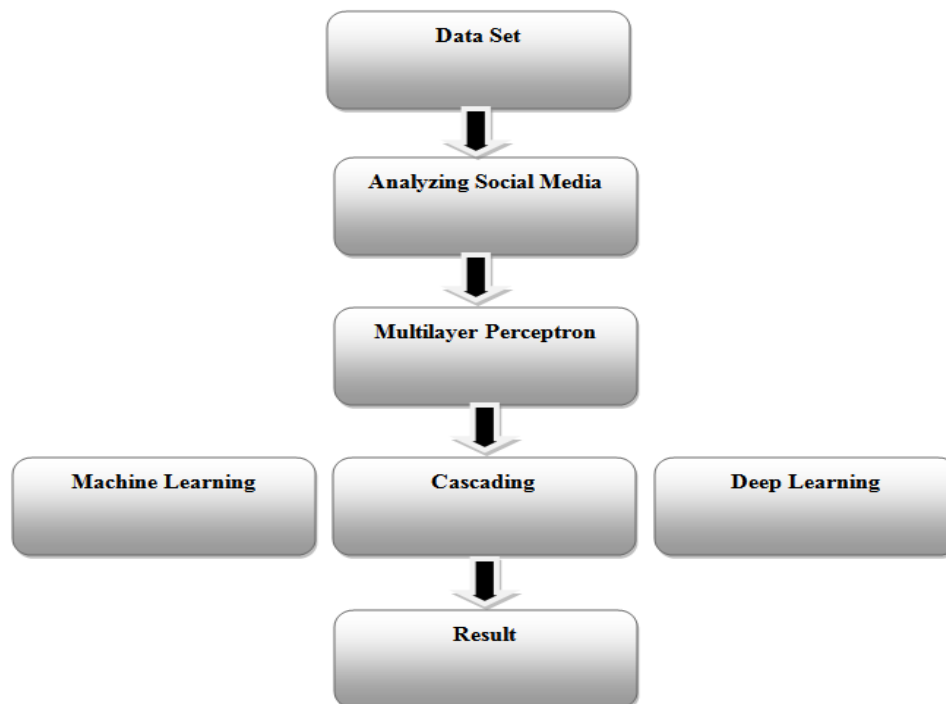 Data Set
Analyzing Social Media
Multilayer Perceptron
Machine Learning
Cascading
Deep Learning
Result